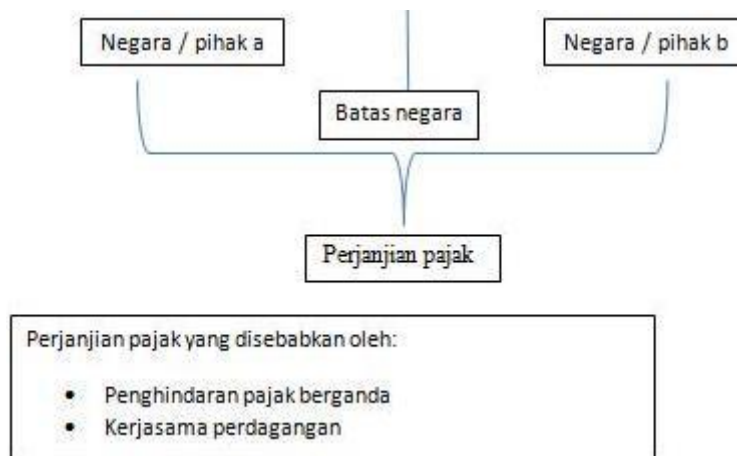 Negara / pihak a
Negara / pihak b
Batas negara
Perjanjian pajak
Perjanjian pajak yang disebabkan oleh:
• Penghindaran pajak berganda
• Kerjasama perdagangan